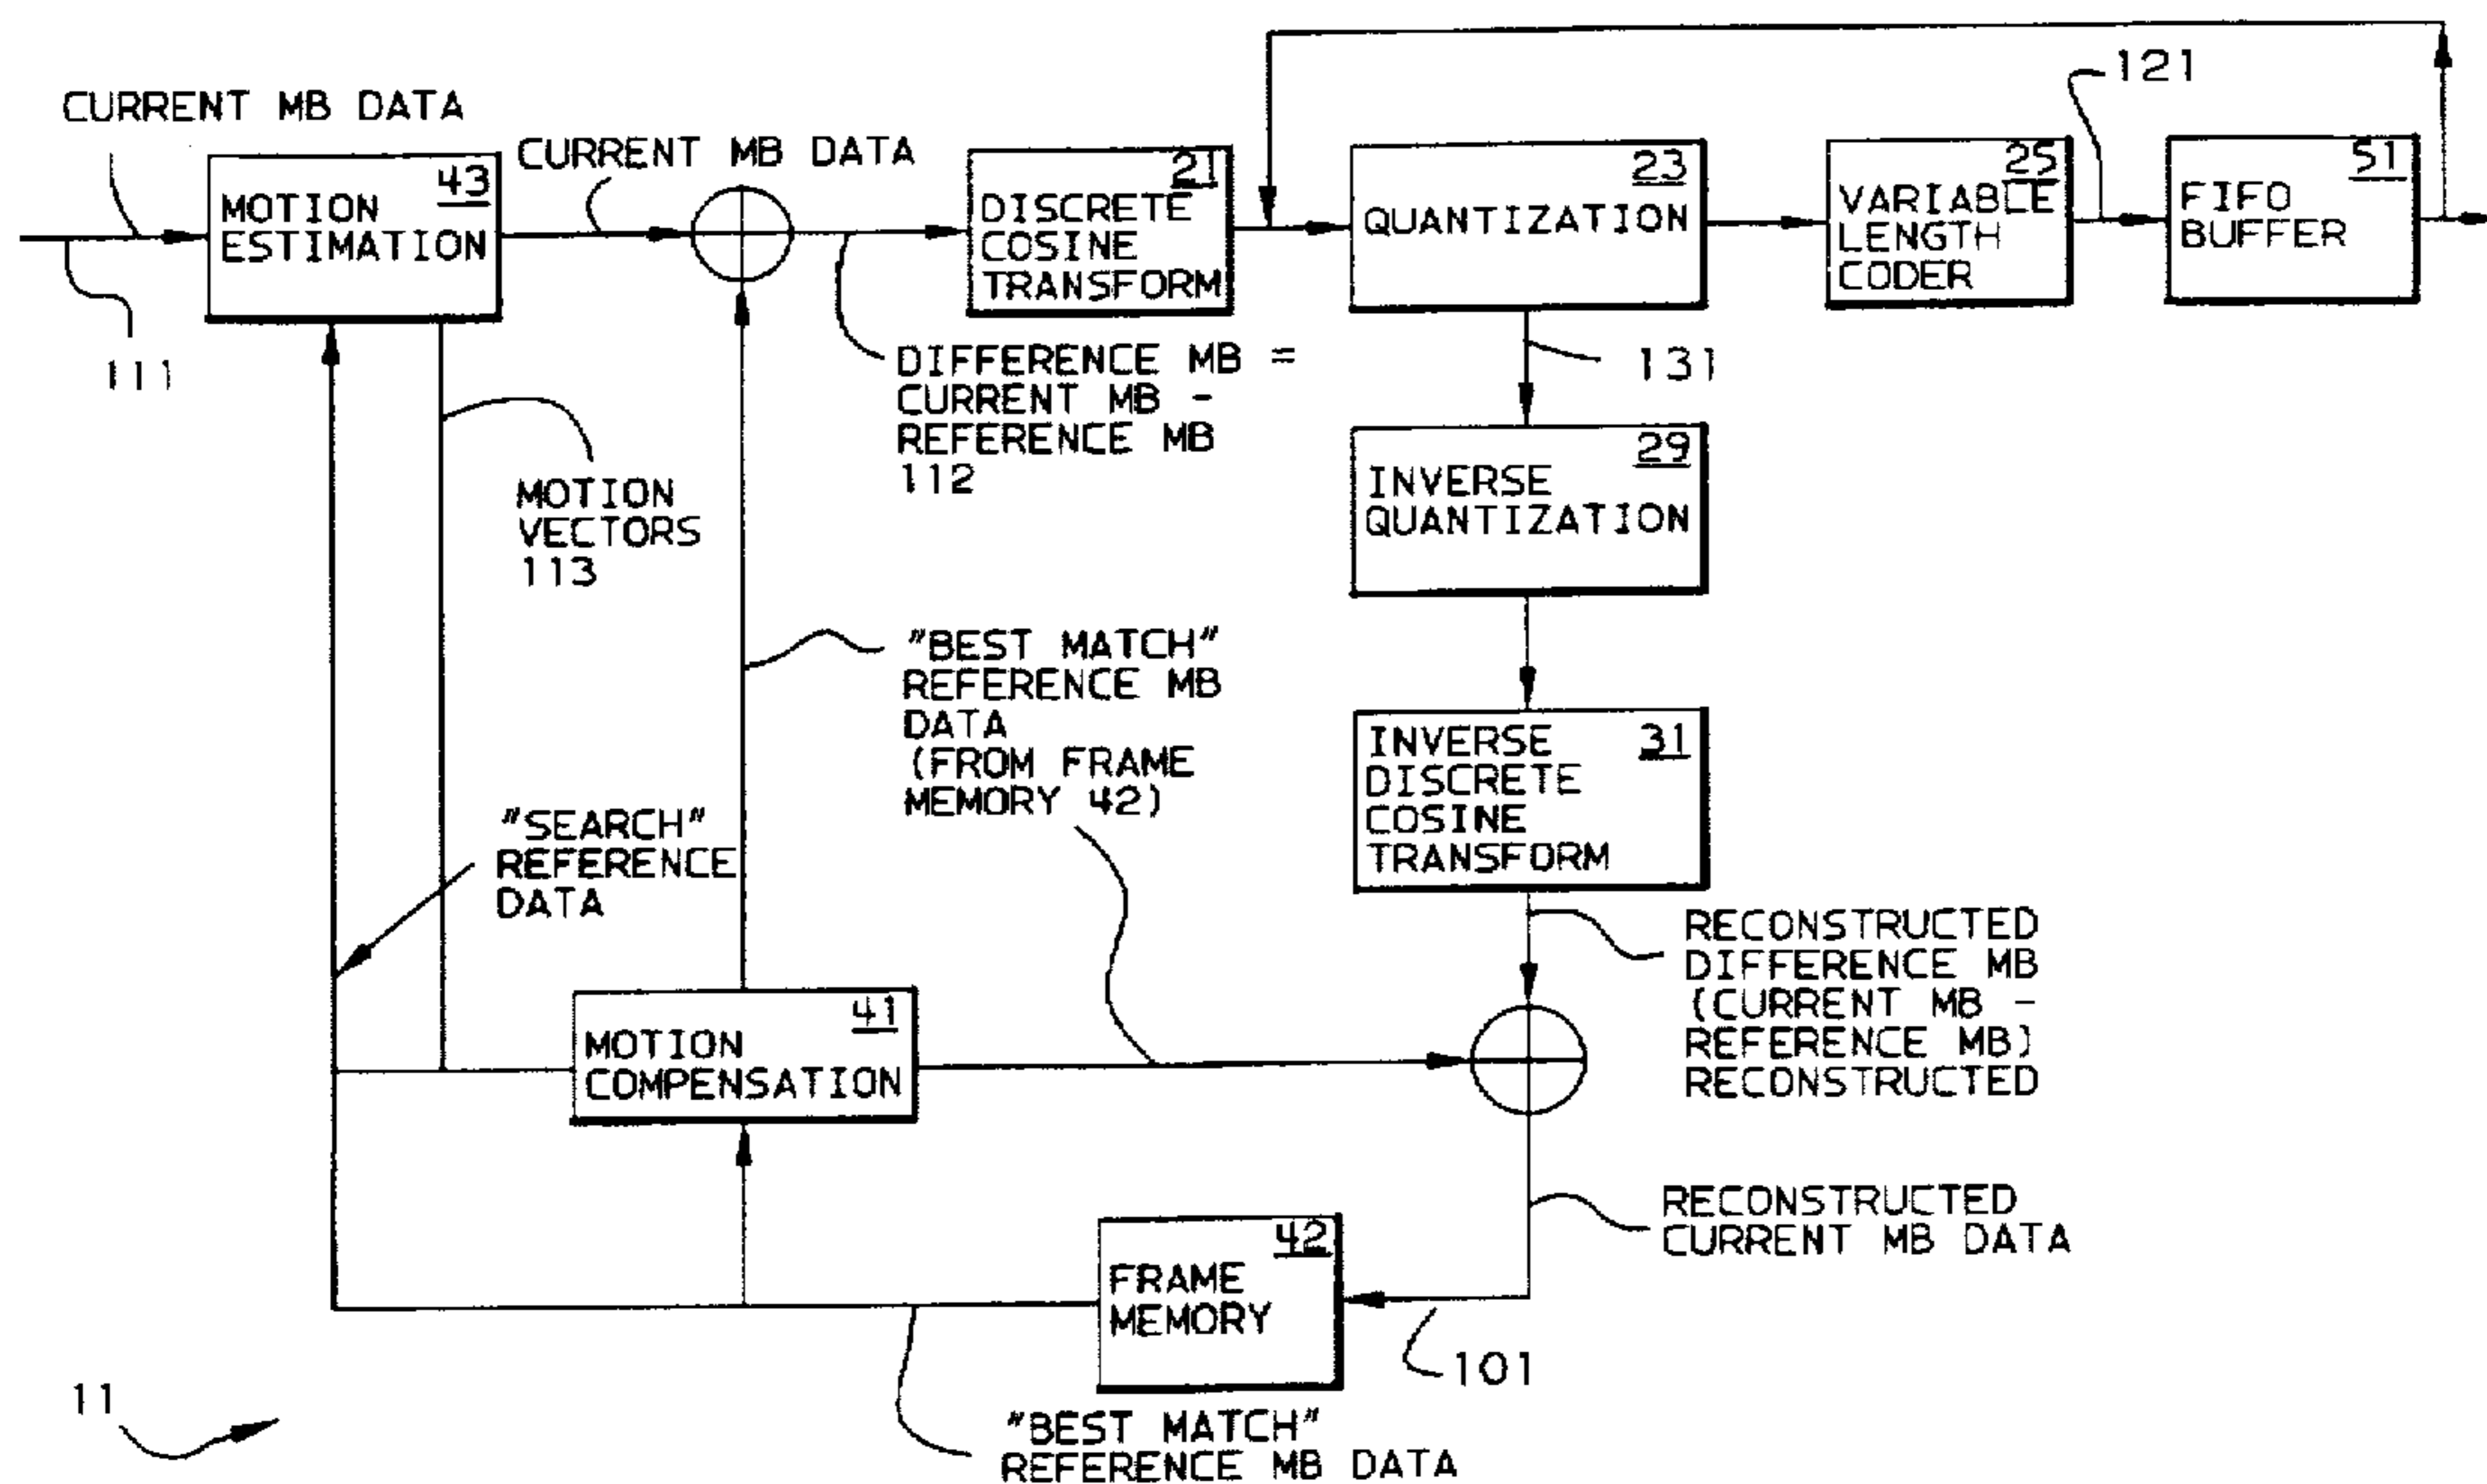 CURRENT MB DATA
111
43
MOTION
ESTIMATION
CURRENT MB DATA
21
DISCRETE
COSINE
TRANSFORM
23
QUANTIZATION
25
VARIABLE
LENGTH
CODER
121
51
FIFO
BUFFER
DIFFERENCE MB =
CURRENT MB -
REFERENCE MB
112
131
MOTION
VECTORS
113
29
INVERSE
QUANTIZATION
"BEST MATCH"
REFERENCE MB
DATA
(FROM FRAME
MEMORY 42)
31
INVERSE
DISCRETE
COSINE
TRANSFORM
"SEARCH"
REFERENCE
DATA
RECONSTRUCTED
DIFFERENCE MB
(CURRENT MB -
REFERENCE MB)
RECONSTRUCTED
41
MOTION
COMPENSATION
RECONSTRUCTED
CURRENT MB DATA
42
FRAME
MEMORY
101
11
"BEST MATCH"
REFERENCE MB DATA